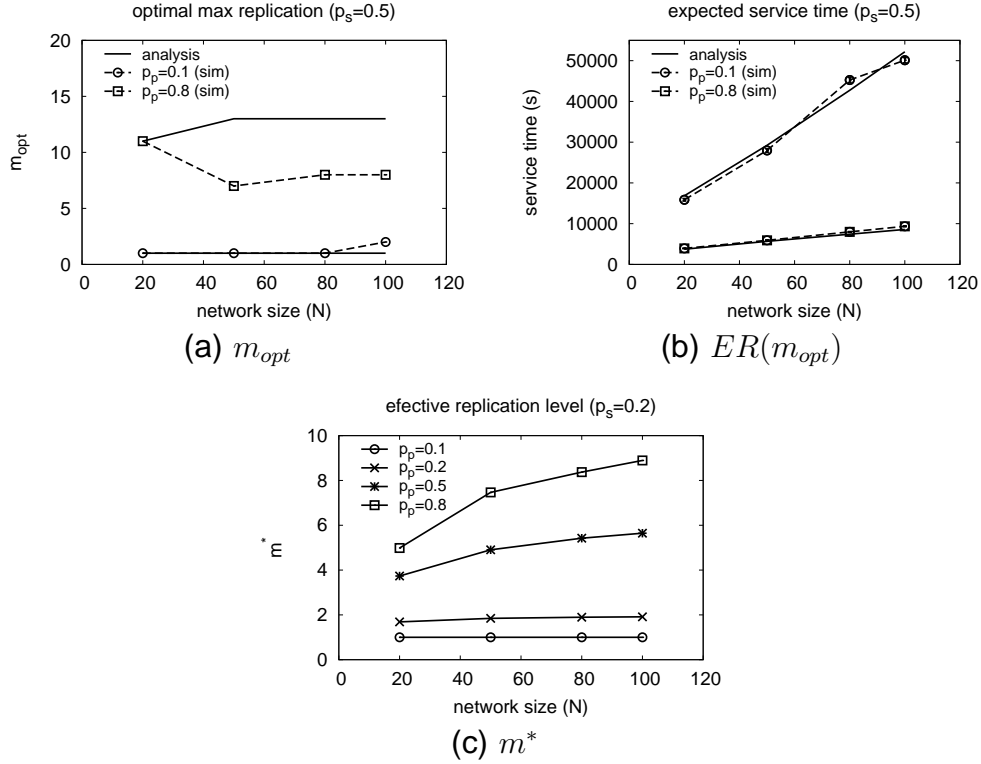 optimal max replication (p_s=0.5)
20
15
10
5
0
m_opt
analysis
p_p=0.1 (sim)
p_p=0.8 (sim)
0 20 40 60 80 100 120
network size (N)
(a) m_opt
expected service time (p_s=0.5)
50000
40000
30000
20000
10000
0
service time (s)
analysis
p_p=0.1 (sim)
p_p=0.8 (sim)
0 20 40 60 80 100 120
network size (N)
(b) ER(m_opt)
efective replication level (p_s=0.2)
10
8
6
4
2
0
m*
p_p=0.1
p_p=0.2
p_p=0.5
p_p=0.8
0 20 40 60 80 100 120
network size (N)
(c) m*